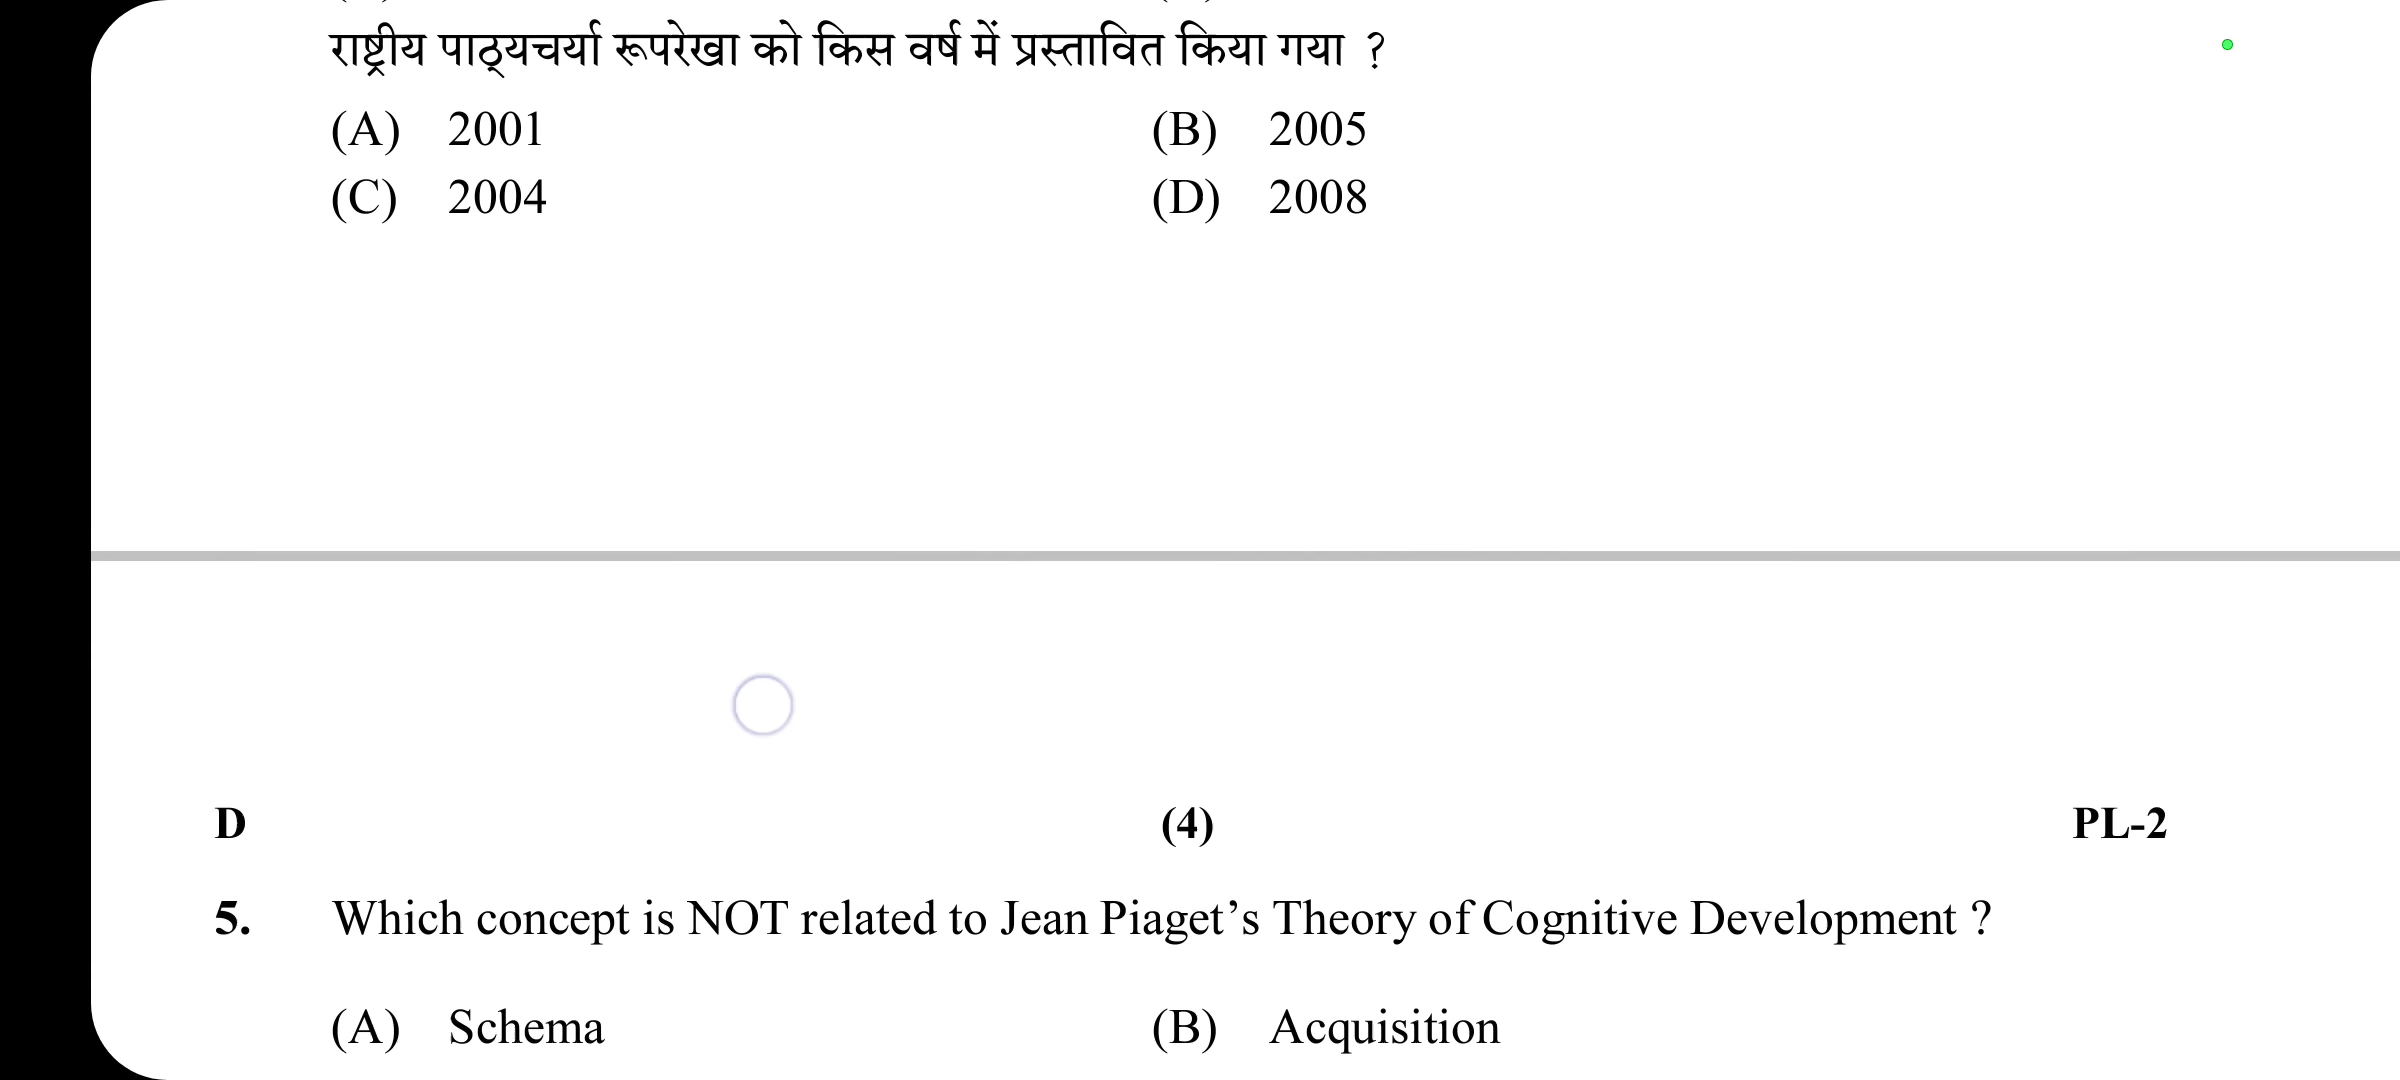 राष्ट्रीय पाठ्यचर्या रूपरेखा को किस वर्ष में प्रस्तावित किया गया ?
(A) 2001 (B) 2005
(C) 2004 (D) 2008
D (4) PL-2
5. Which concept is NOT related to Jean Piaget’s Theory of Cognitive Development ?
(A) Schema (B) Acquisition